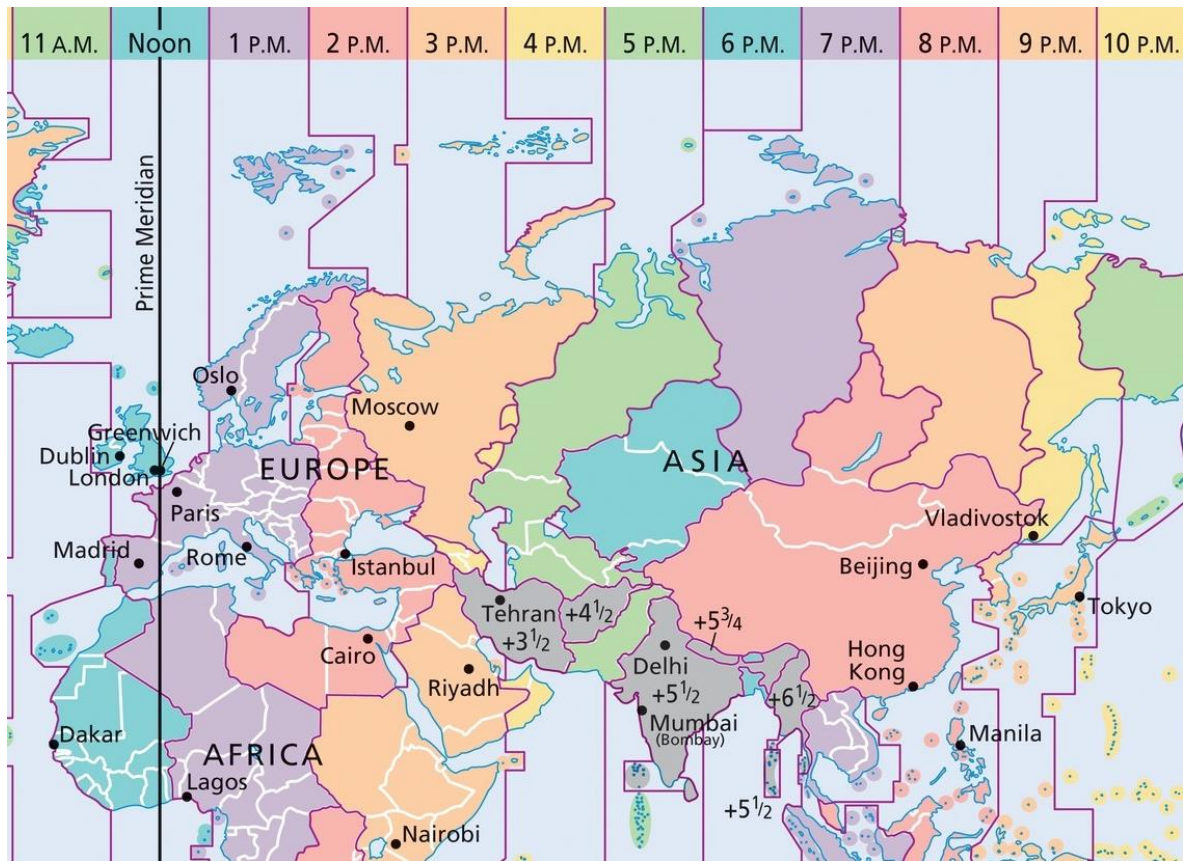 11 A.M. Noon 1 P.M. 2 P.M. 3 P.M. 4 P.M. 5 P.M. 6 P.M. 7 P.M. 8 P.M. 9 P.M. 10 P.M.
Prime Meridian
Oslo
Moscow
Greenwich
Dublin
London
EUROPE
ASIA
Paris
Vladivostok
Madrid
Rome
Istanbul
Beijing
Tehran
+3 1/2
+4 1/2
+5 3/4
Tokyo
Cairo
Delhi
+5 1/2
Hong
Kong
Riyadh
+6 1/2
Mumbai
(Bombay)
Manila
Dakar
AFRICA
Lagos
+5 1/2
Nairobi